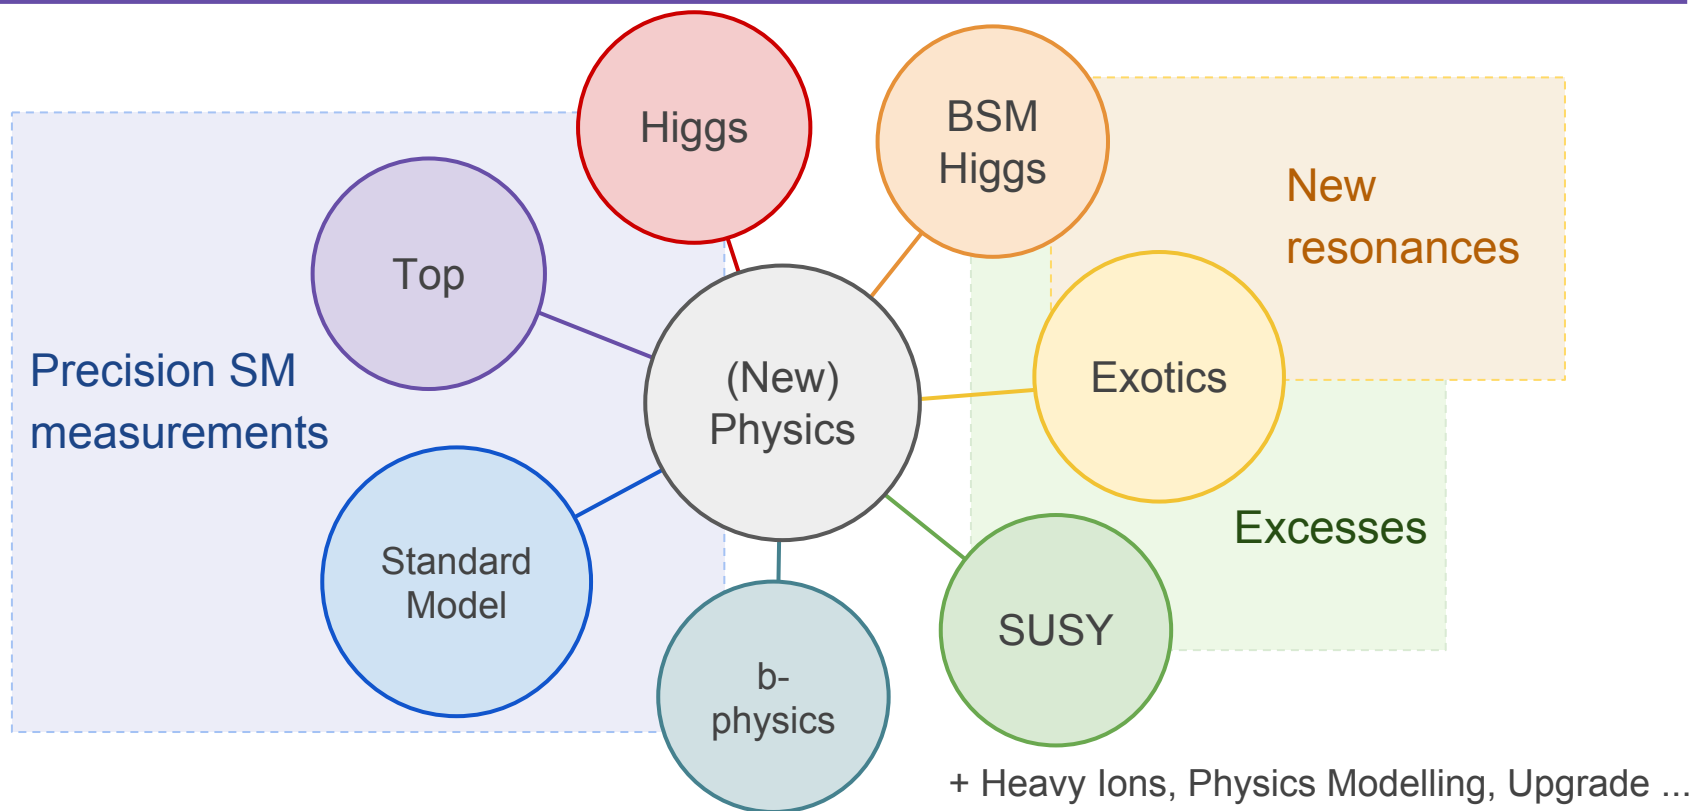 Higgs
BSM
Higgs
New
resonances
Top
Precision SM
measurements
(New)
Physics
Exotics
Excesses
Standard
Model
SUSY
b-
physics
+ Heavy Ions, Physics Modelling, Upgrade ...